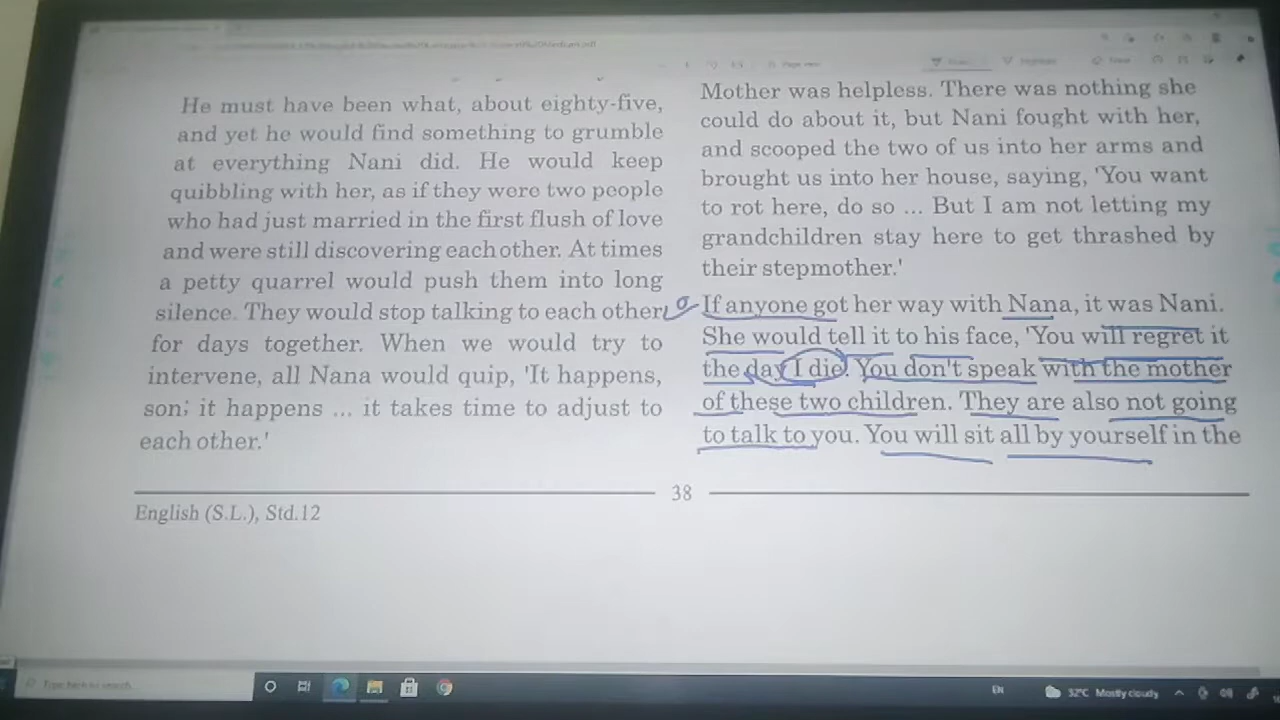 He must have been what, about eighty-five,
and yet he would find something to grumble
at everything Nani did. He would keep
quibbling with her, as if they were two people
who had just married in the first flush of love
and were still discovering eachother. At times
a petty quarrel would push them into long
silence. They would stop talking to each other
for days together. When we would try to
intervene, all Nana would quip, 'It happens,
son; it happens ... it takes time to adjust to
each other.'
Mother was helpless. There was nothing she
could do about it, but Nani fought with her,
and scooped the two of us into her arms and
brought us into her house, saying, 'You want
to rot here, do so ... But I am not letting my
grandchildren stay here to get thrashed by
their stepmother.'
If anyone got her way with Nana, it was Nani.
She would tell it to his face, 'You will regret it
the day I die. You don't speak with the mother
of these two children. They are also not going
to talk to you. You will sit all by yourself in the
38
English (S.L.), Std.12
Type here to search
EN
32°C Mostly cloudy